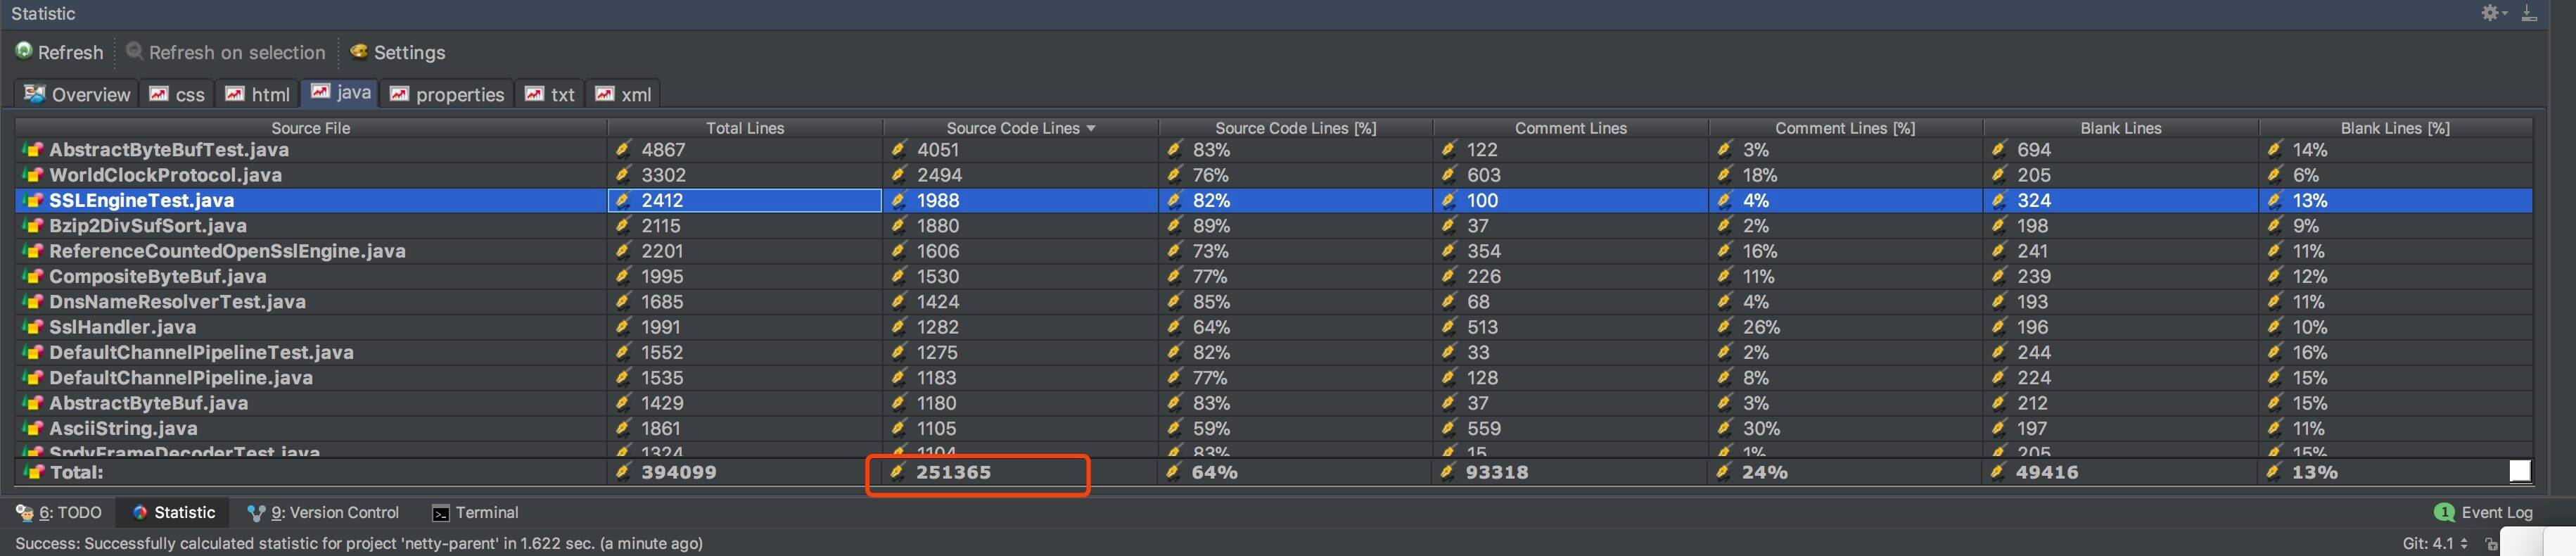 Statistic
Refresh Refresh on selection Settings
Overview css html java properties txt xml
Source File Total Lines Source Code Lines Source Code Lines [%] Comment Lines Comment Lines [%] Blank Lines Blank Lines [%]
AbstractByteBufTest.java 4867 4051 83% 122 3% 694 14%
WorldClockProtocol.java 3302 2494 76% 603 18% 205 6%
SSLEngineTest.java 2412 1988 82% 100 4% 324 13%
Bzip2DivSufSort.java 2115 1880 89% 37 2% 198 9%
ReferenceCountedOpenSslEngine.java 2201 1606 73% 354 16% 241 11%
CompositeByteBuf.java 1995 1530 77% 226 11% 239 12%
DnsNameResolverTest.java 1685 1424 85% 68 4% 193 11%
SslHandler.java 1991 1282 64% 513 26% 196 10%
DefaultChannelPipelineTest.java 1552 1275 82% 33 2% 244 16%
DefaultChannelPipeline.java 1535 1183 77% 128 8% 224 15%
AbstractByteBuf.java 1429 1180 83% 37 3% 212 15%
AsciiString.java 1861 1105 59% 559 30% 197 11%
SpdyFrameDecoderTest.java 1324 1104 83% 15 1% 205 15%
Total: 394099 251365 64% 93318 24% 49416 13%
6: TODO Statistic 9: Version Control Terminal 1 Event Log
Success: Successfully calculated statistic for project 'netty-parent' in 1.622 sec. (a minute ago) Git: 4.1